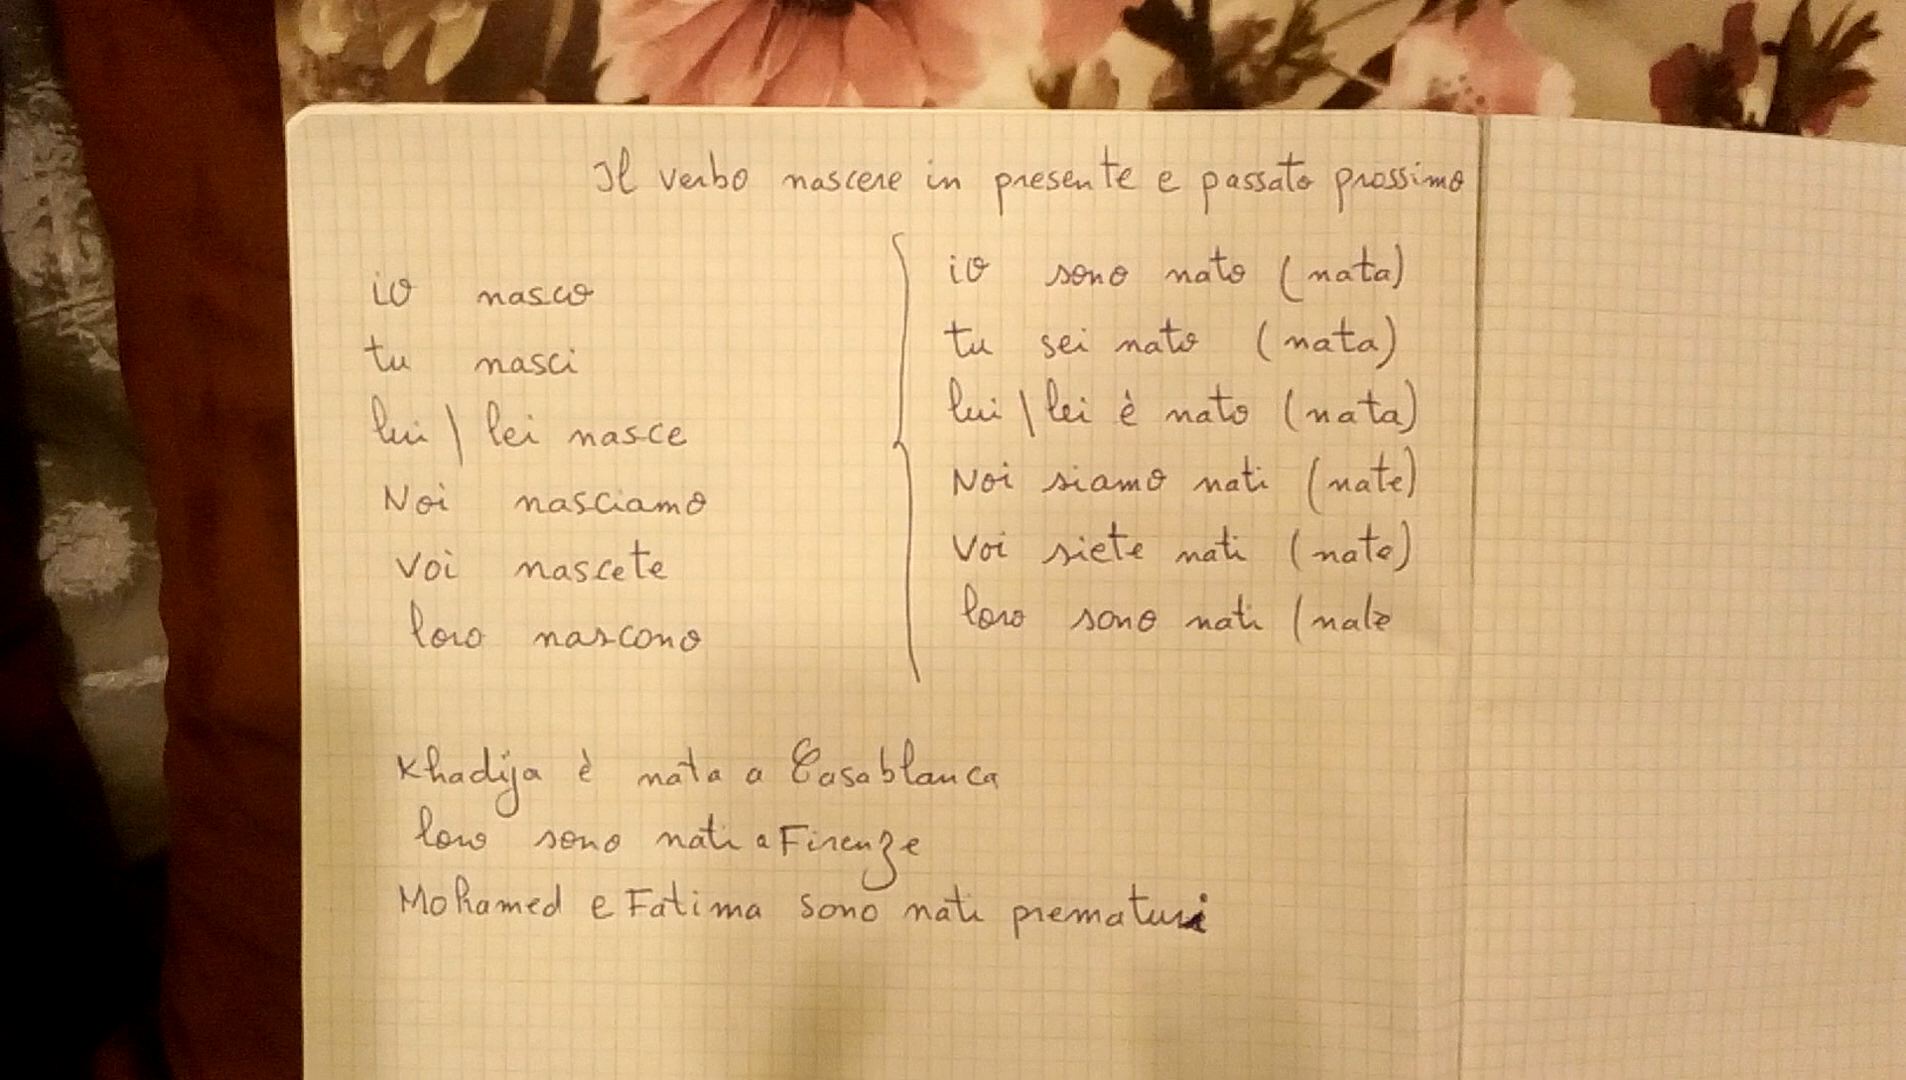 Il verbo nascere in presente e passato prossimo
io nasco
tu nasci
lui \ lei nasce
Noi nasciamo
Voi nascete
loro nascono
io sono nato (nata)
tu sei nato (nata)
lui \ lei è nato (nata)
Noi siamo nati (nate)
Voi siete nati (nate)
loro sono nati (nate
Khadija è nata a Casablanca
loro sono nati a Firenze
Mohamed e Fatima sono nati prematuri